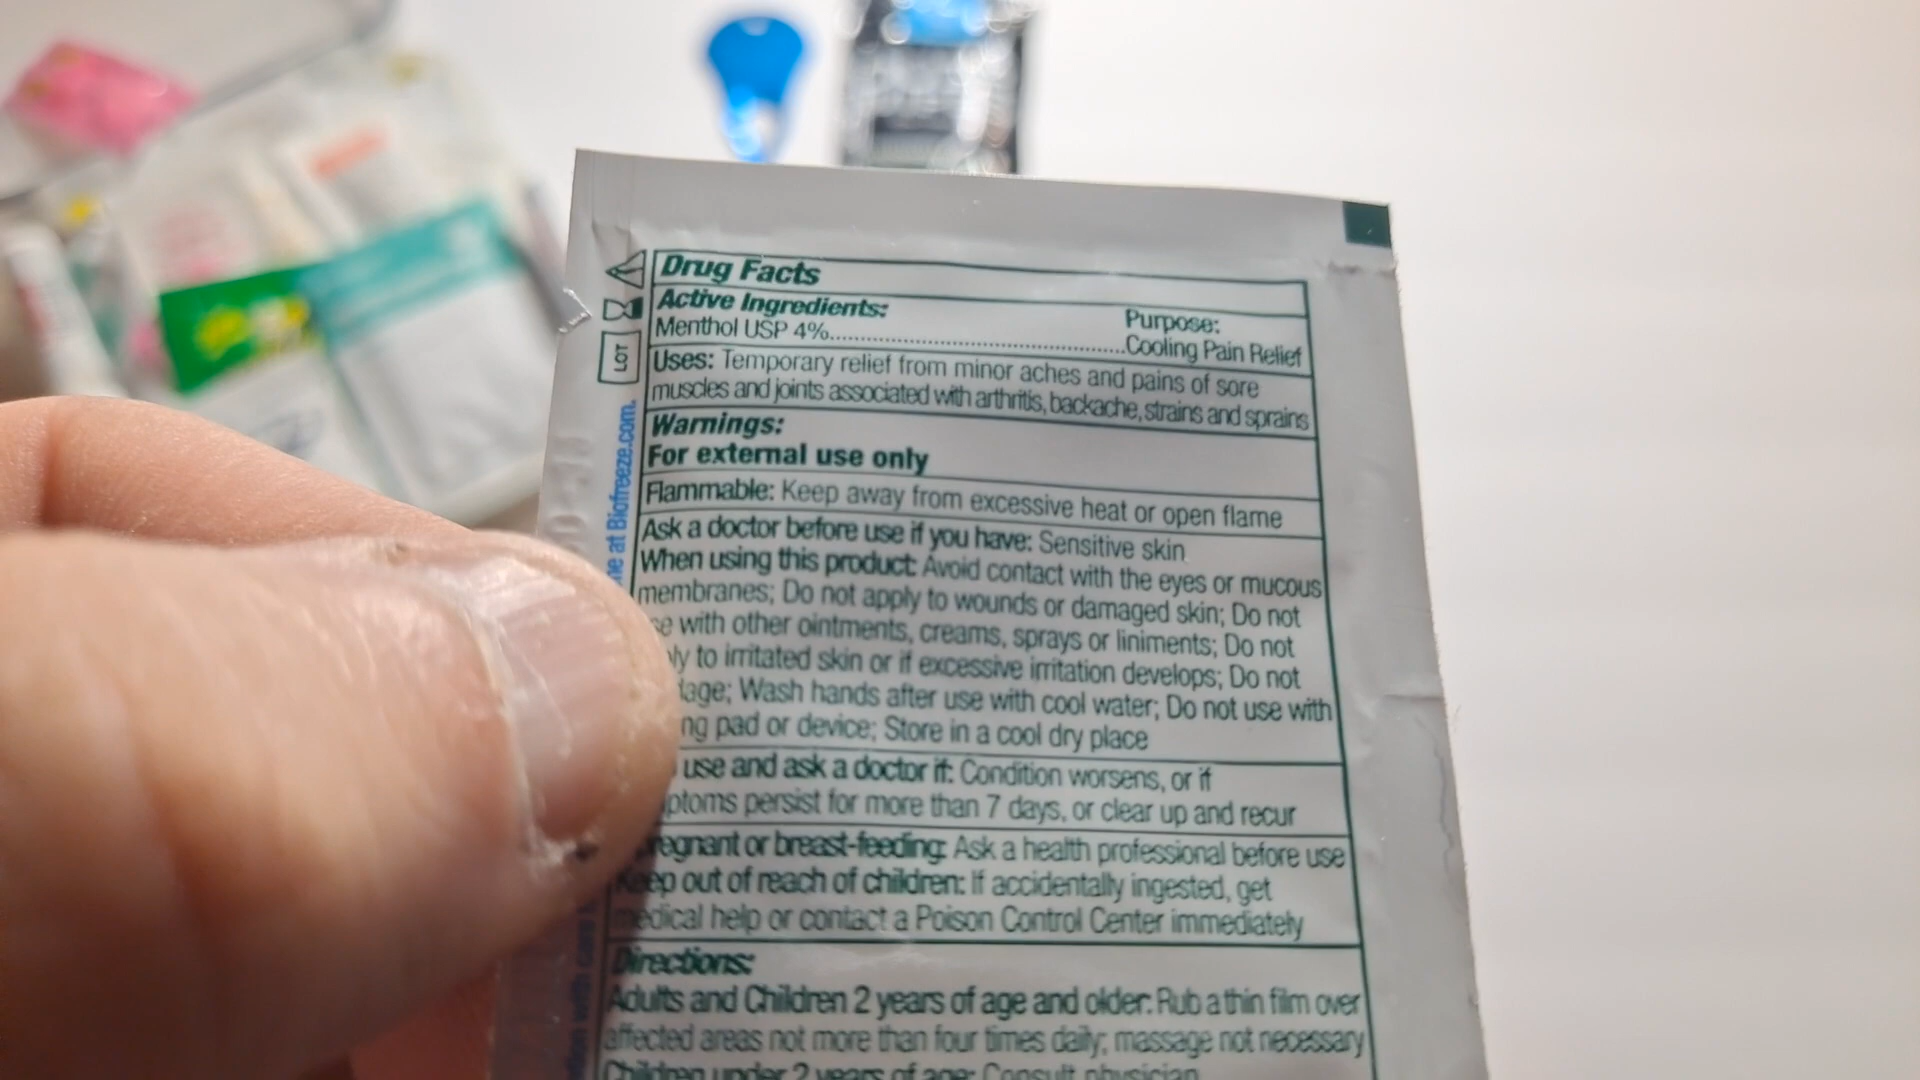 Drug Facts
Active Ingredients: Purpose:
Menthol USP 4%..................................................Cooling Pain Relief
Uses: Temporary relief from minor aches and pains of sore
muscles and joints associated with arthritis, backache, strains and sprains
Warnings:
For external use only
Flammable: Keep away from excessive heat or open flame
Ask a doctor before use if you have: Sensitive skin
When using this product: Avoid contact with the eyes or mucous
membranes; Do not apply to wounds or damaged skin; Do not
with other ointments, creams, sprays or liniments; Do not
to irritated skin or if excessive irritation develops; Do not
Wash hands after use with cool water; Do not use with
pad or device; Store in a cool dry place
use and ask a doctor if: Condition worsens, or if
persist for more than 7 days, or clear up and recur
or breast-feeding: Ask a health professional before use
Keep out of reach of children: If accidentally ingested, get
medical help or contact a Poison Control Center immediately
Directions:
Adults and Children 2 years of age and older: Rub a thin film over
affected areas not more than four times daily; massage not necessary
Children under 2 years of age: Consult physician
LOT
at Biofreeze.com.